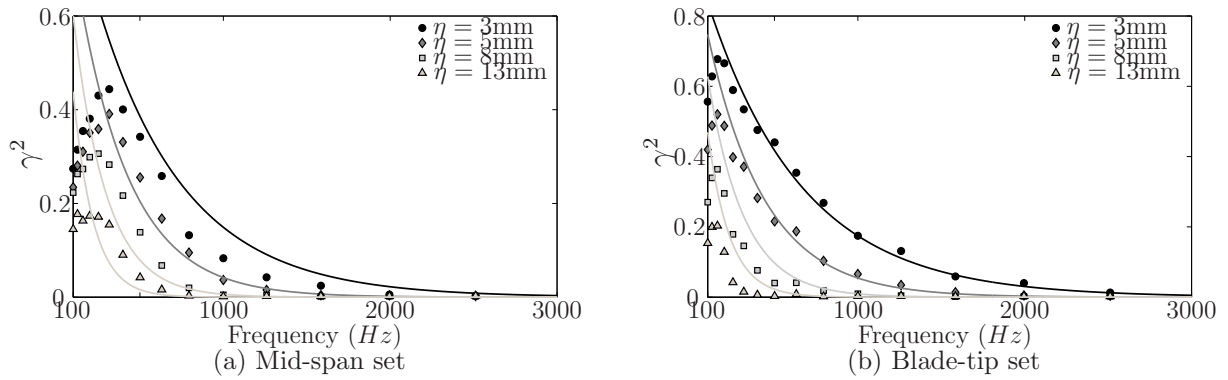 0.6
0.4
0.2
0
γ²
100
1000
2000
3000
Frequency (Hz)
η = 3mm
η = 5mm
η = 8mm
η = 13mm
(a) Mid-span set
0.8
0.6
0.4
0.2
0
γ²
100
1000
2000
3000
Frequency (Hz)
η = 3mm
η = 5mm
η = 8mm
η = 13mm
(b) Blade-tip set